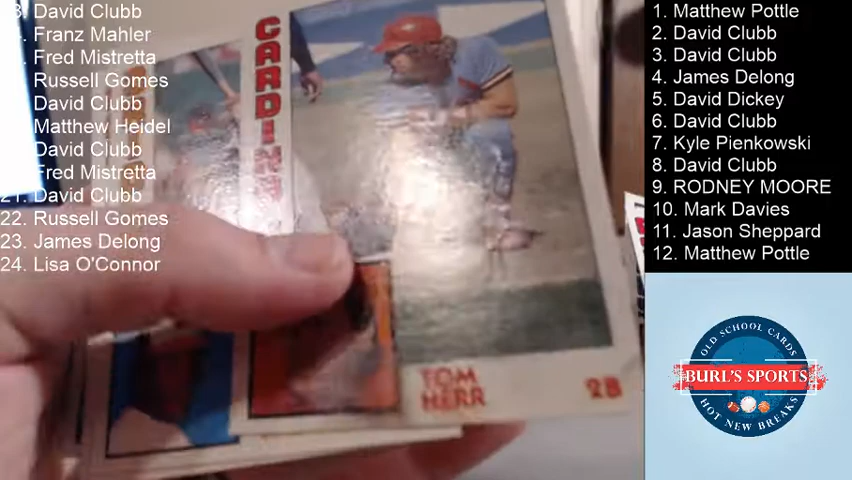 David Clubb
Franz Mahler
Fred Mistretta
Russell Gomes
David Clubb
Matthew Heidel
David Clubb
Fred Mistretta
21. David Clubb
22. Russell Gomes
23. James Delong
24. Lisa O'Connor
CARDINA
TOM
HERR
2B
1. Matthew Pottle
2. David Clubb
3. David Clubb
4. James Delong
5. David Dickey
6. David Clubb
7. Kyle Pienkowski
8. David Clubb
9. RODNEY MOORE
10. Mark Davies
11. Jason Sheppard
12. Matthew Pottle
OLD SCHOOL CARDS
BURL'S SPORTS
HOT NEW BREAKS